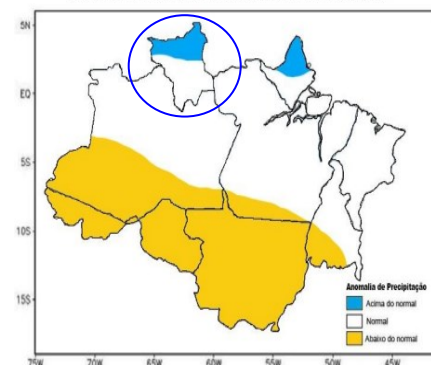 5N
EQ
5S
10S
15S
75W 70W 65W 60W 55W 50W 45W
Anomalia de Precipitação
Acima do normal
Normal
Abaixo do normal